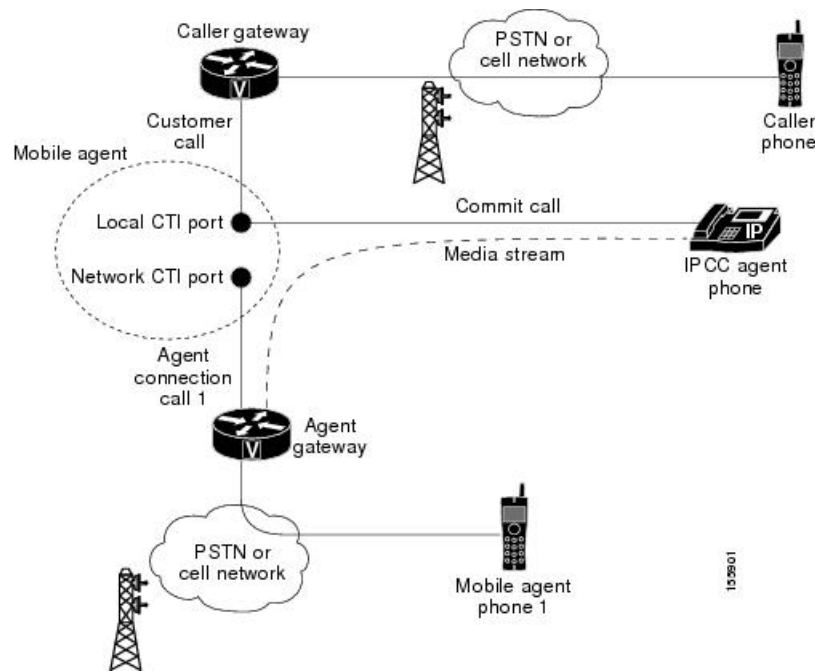 Caller gateway
PSTN or
cell network
V
Customer
call
Caller
phone
Mobile agent
Local CTI port
Commit call
IP
Media stream
IPCC agent
phone
Network CTI port
Agent
connection
call 1
Agent
gateway
V
PSTN or
cell network
Mobile agent
phone 1
155901